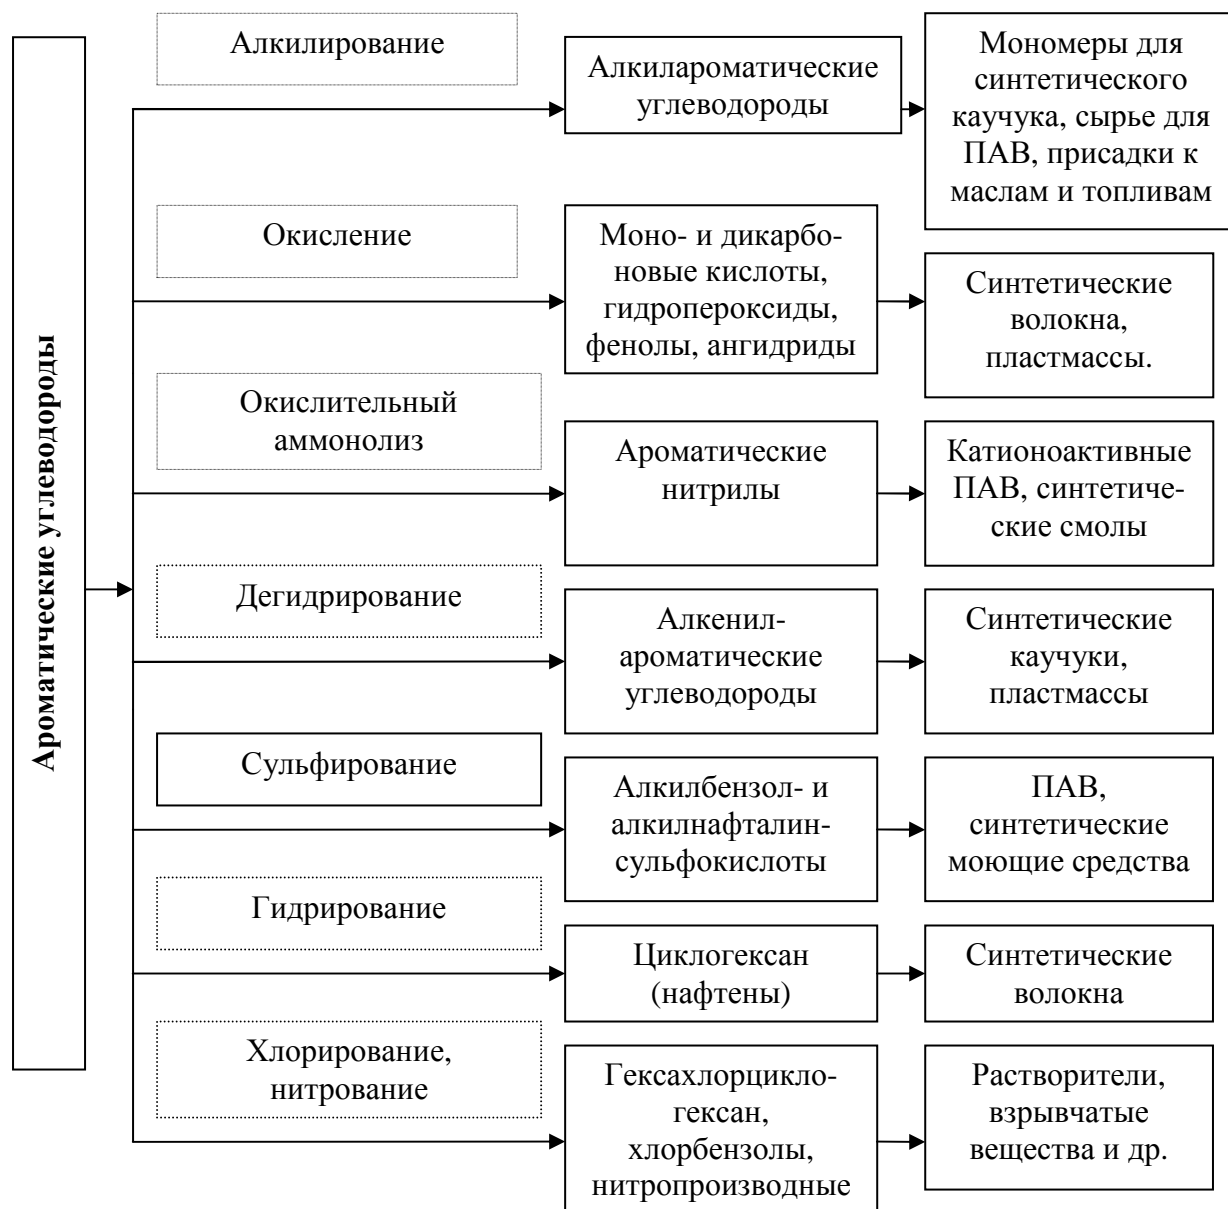 Ароматические углеводороды
Алкилирование
Алкилароматические
углеводороды
Мономеры для
синтетического
каучука, сырье для
ПАВ, присадки к
маслам и топливам
Окисление
Моно- и дикарбо-
новые кислоты,
гидропероксиды,
фенолы, ангидриды
Синтетические
волокна,
пластмассы.
Окислительный
аммонолиз
Ароматические
нитрилы
Катионоактивные
ПАВ, синтетиче-
ские смолы
Дегидрирование
Алкенил-
ароматические
углеводороды
Синтетические
каучуки,
пластмассы
Сульфирование
Алкилбензол- и
алкилнафталин-
сульфокислоты
ПАВ,
синтетические
моющие средства
Гидрирование
Циклогексан
(нафтены)
Синтетические
волокна
Хлорирование,
нитрование
Гексахлорцикло-
гексан,
хлорбензолы,
нитропроизводные
Растворители,
взрывчатые
вещества и др.